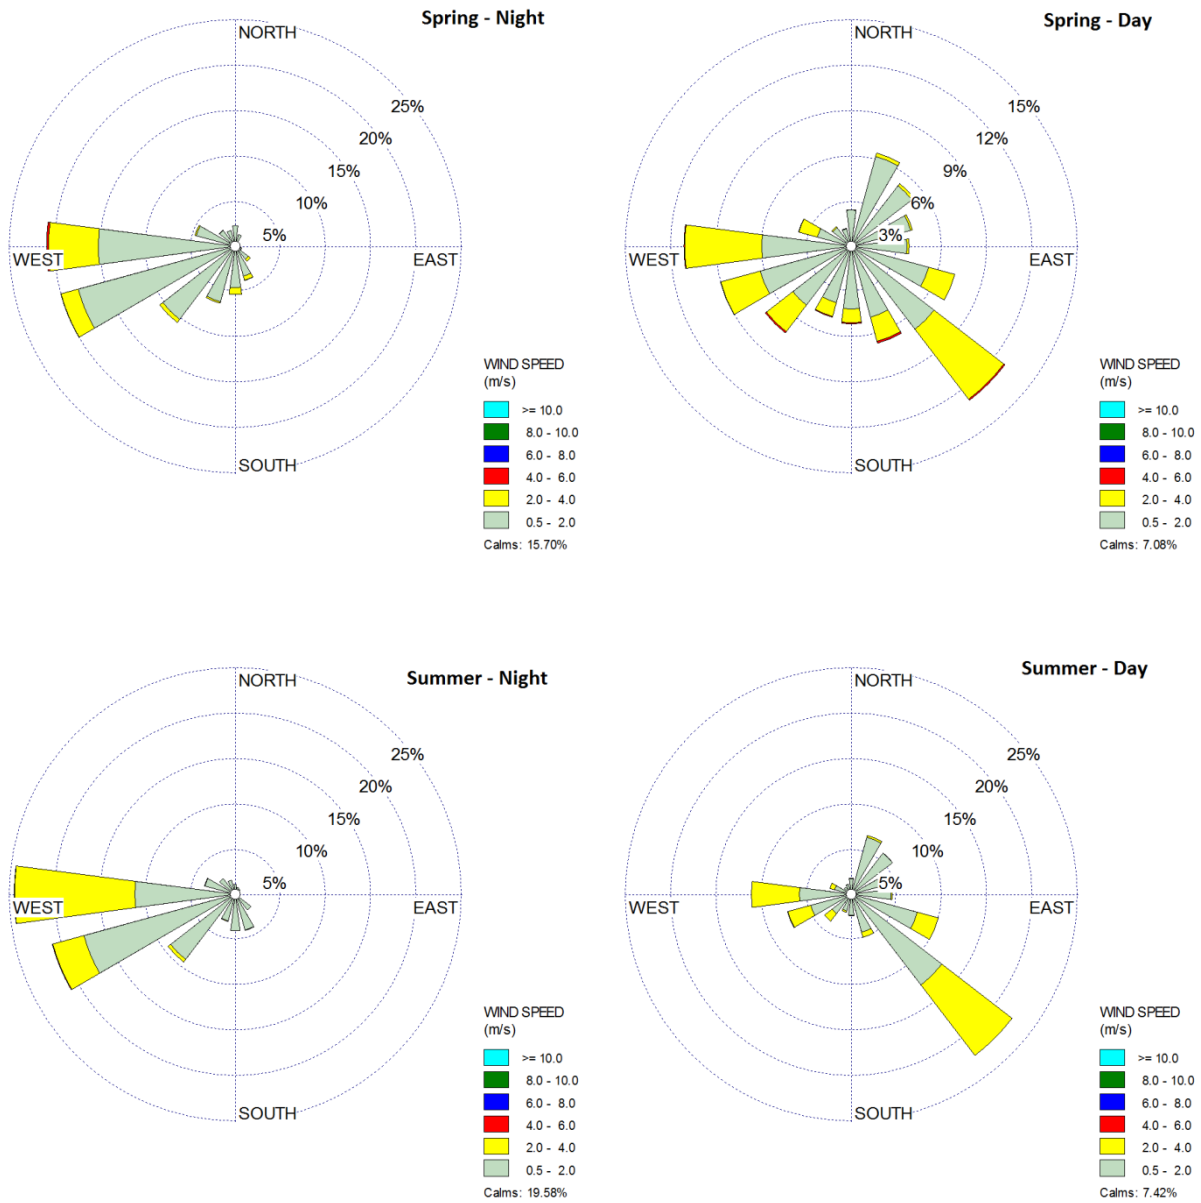 Spring - Night
NORTH
25%
20%
15%
10%
5%
WEST
EAST
SOUTH
WIND SPEED
(m/s)
>= 10.0
8.0 - 10.0
6.0 - 8.0
4.0 - 6.0
2.0 - 4.0
0.5 - 2.0
Calms: 15.70%
Spring - Day
NORTH
15%
12%
9%
6%
3%
WEST
EAST
SOUTH
WIND SPEED
(m/s)
>= 10.0
8.0 - 10.0
6.0 - 8.0
4.0 - 6.0
2.0 - 4.0
0.5 - 2.0
Calms: 7.08%
Summer - Night
NORTH
25%
20%
15%
10%
5%
WEST
EAST
SOUTH
WIND SPEED
(m/s)
>= 10.0
8.0 - 10.0
6.0 - 8.0
4.0 - 6.0
2.0 - 4.0
0.5 - 2.0
Calms: 19.58%
Summer - Day
NORTH
25%
20%
15%
10%
5%
WEST
EAST
SOUTH
WIND SPEED
(m/s)
>= 10.0
8.0 - 10.0
6.0 - 8.0
4.0 - 6.0
2.0 - 4.0
0.5 - 2.0
Calms: 7.42%